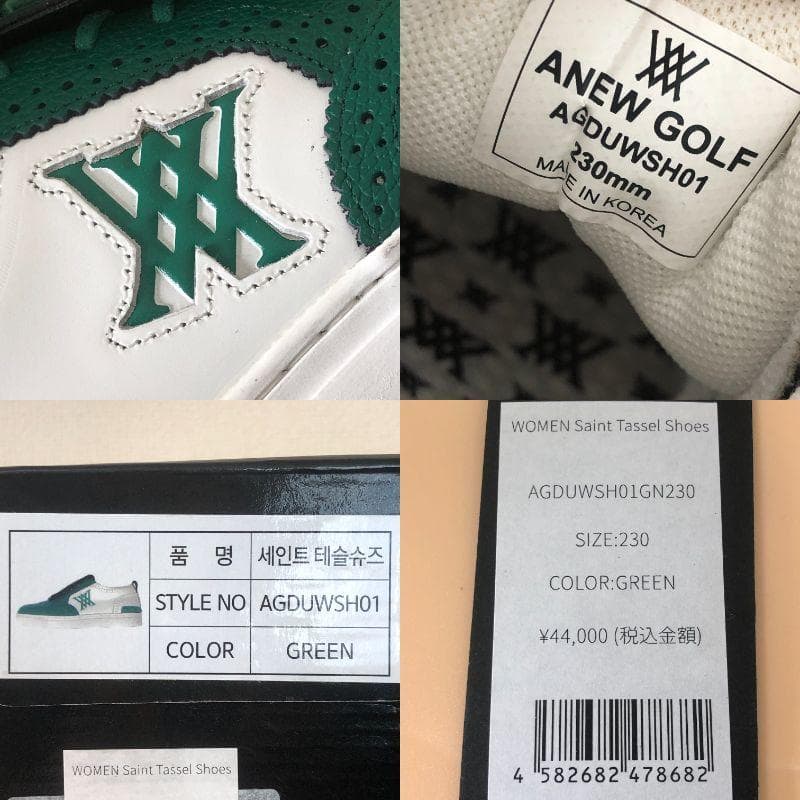 ANEW GOLF
AGDUWSH01
230mm
MADE IN KOREA
품 명 세인트 테슬슈즈
STYLE NO AGDUWSH01
COLOR GREEN
WOMEN Saint Tassel Shoes
WOMEN Saint Tassel Shoes
AGDUWSH01GN230
SIZE:230
COLOR:GREEN
¥44,000 (税込金額)
4 582682 478682